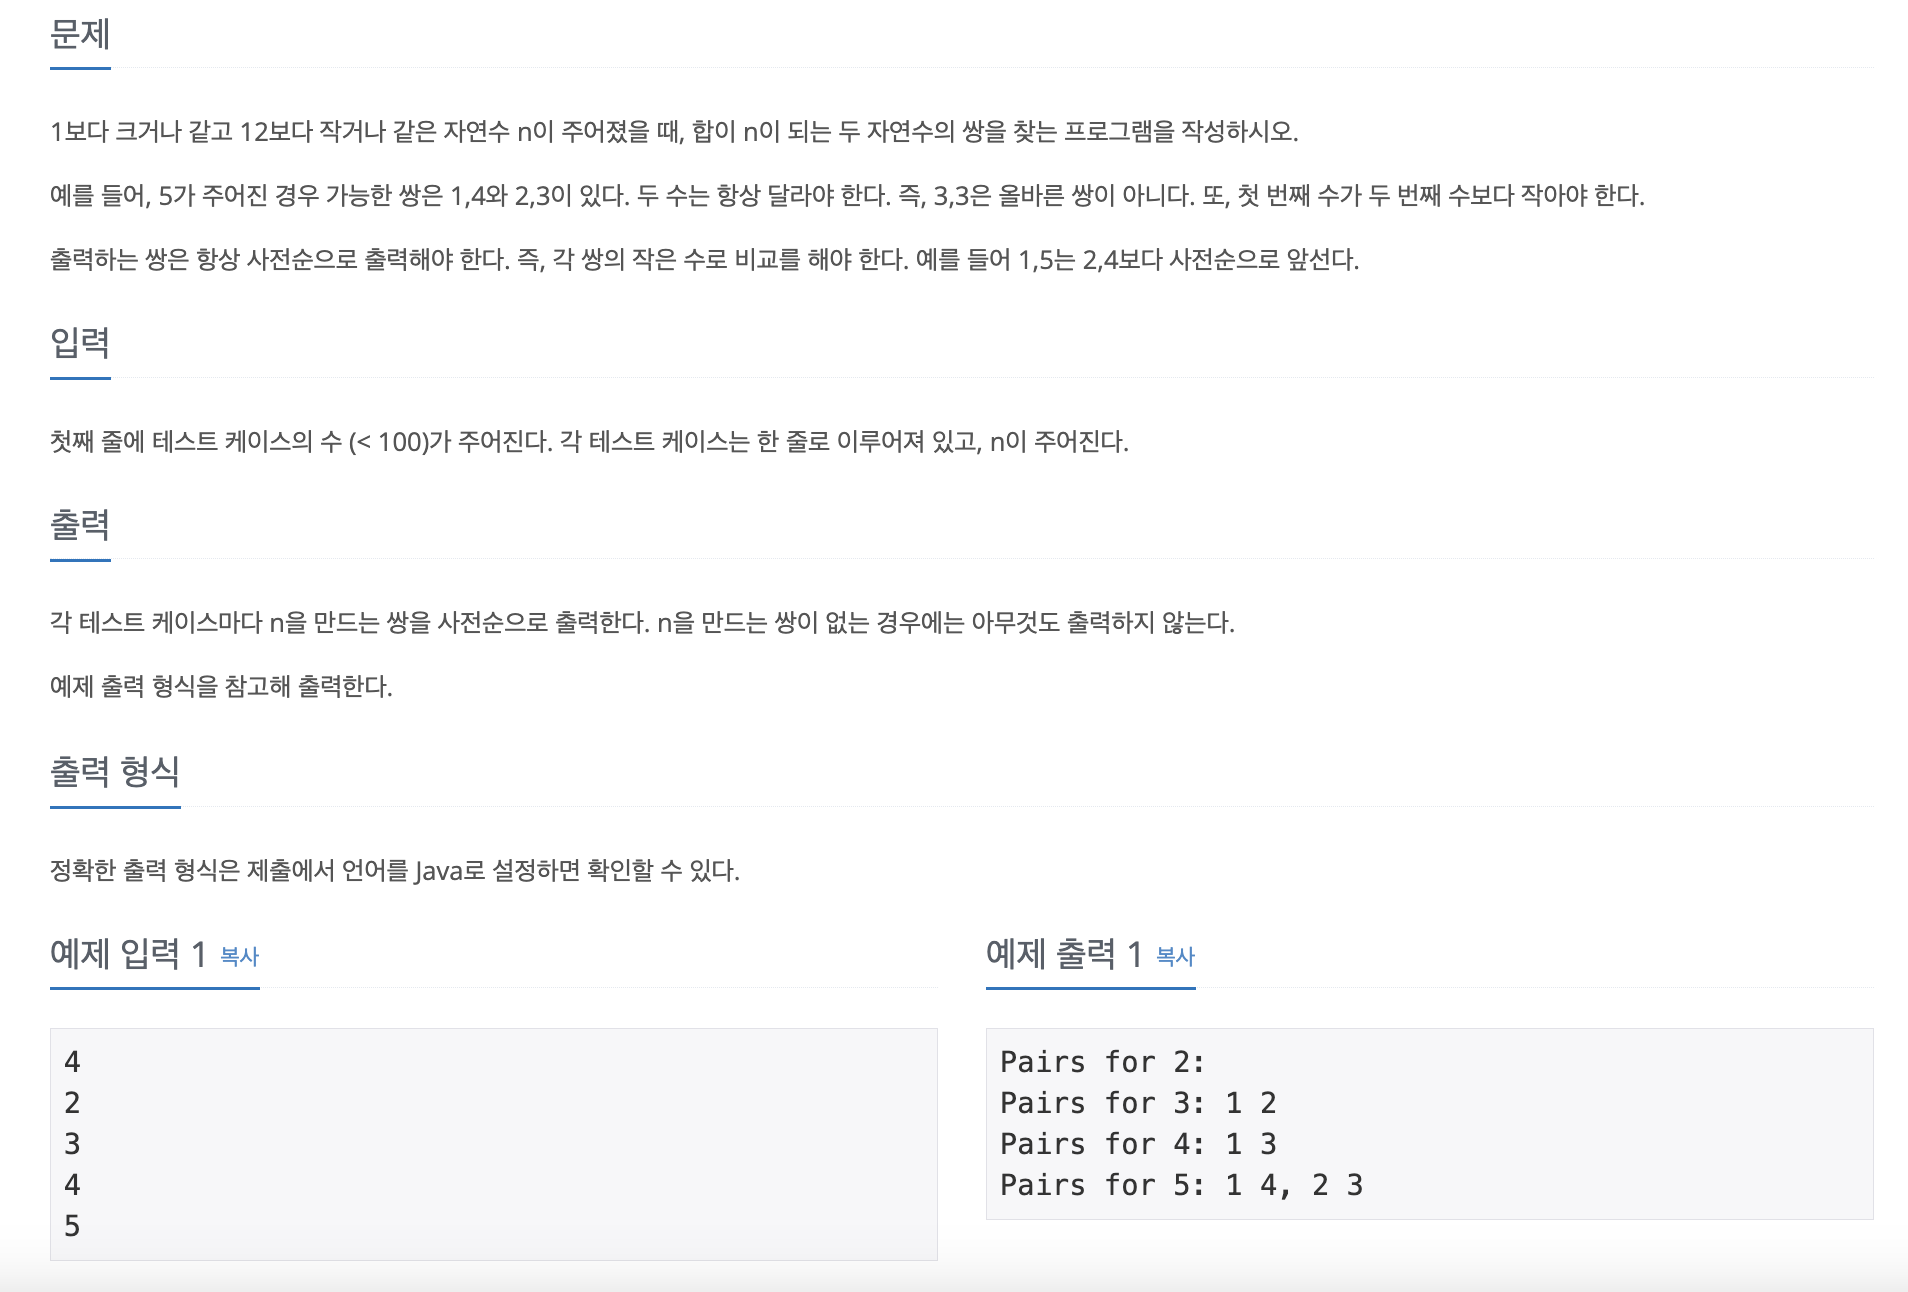 문제
1보다 크거나 같고 12보다 작거나 같은 자연수 n이 주어졌을 때, 합이 n이 되는 두 자연수의 쌍을 찾는 프로그램을 작성하시오.
예를 들어, 5가 주어진 경우 가능한 쌍은 1,4와 2,3이 있다. 두 수는 항상 달라야 한다. 즉, 3,3은 올바른 쌍이 아니다. 또, 첫 번째 수가 두 번째 수보다 작아야 한다.
출력하는 쌍은 항상 사전순으로 출력해야 한다. 즉, 각 쌍의 작은 수로 비교를 해야 한다. 예를 들어 1,5는 2,4보다 사전순으로 앞선다.
입력
첫째 줄에 테스트 케이스의 수 (< 100)가 주어진다. 각 테스트 케이스는 한 줄로 이루어져 있고, n이 주어진다.
출력
각 테스트 케이스마다 n을 만드는 쌍을 사전순으로 출력한다. n을 만드는 쌍이 없는 경우에는 아무것도 출력하지 않는다.
예제 출력 형식을 참고해 출력한다.
출력 형식
정확한 출력 형식은 제출에서 언어를 Java로 설정하면 확인할 수 있다.
예제 입력 1 복사
4
2
3
4
5
예제 출력 1 복사
Pairs for 2:
Pairs for 3: 1 2
Pairs for 4: 1 3
Pairs for 5: 1 4, 2 3